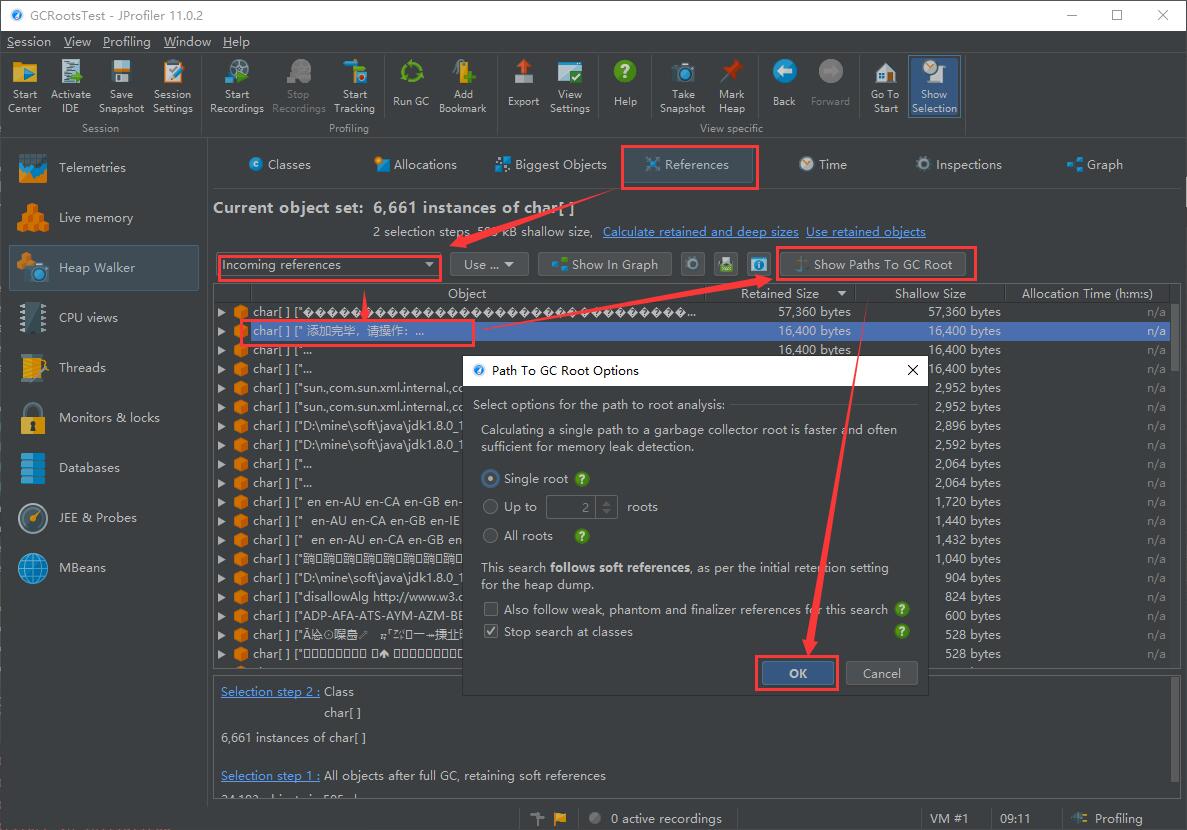 GCRootsTest - JProfiler 11.0.2
Session View Profiling Window Help
Start Center
Activate IDE
Save Snapshot
Session Settings
Start Recordings
Stop Recordings
Start Tracking
Run GC
Add Bookmark
Export
View Settings
Help
Take Snapshot
Mark Heap
Back
Forward
Go To Start
Show Selection
Session
Profiling
View specific
Telemetries
Live memory
Heap Walker
CPU views
Threads
Monitors & locks
Databases
JEE & Probes
MBeans
Classes Allocations Biggest Objects References Time Inspections Graph
Current object set: 6,661 instances of char[ ]
2 selection steps, kB shallow size, Calculate retained and deep sizes Use retained objects
Incoming references Use ... Show In Graph Show Paths To GC Root
Object Retained Size Shallow Size Allocation Time (h:m:s)
char[ ] ["������������������������������������... 57,360 bytes 57,360 bytes n/a
char[ ] [" 添加完毕，请操作： ... 16,400 bytes 16,400 bytes n/a
char[ ] ["... 16,400 bytes 16,400 bytes n/a
char[ ] ["... 16,400 bytes n/a
char[ ] ["sun.,com.sun.xml.internal.,co 2,952 bytes n/a
char[ ] ["sun.,com.sun.xml.internal.,co 2,952 bytes n/a
char[ ] ["D:\mine\soft\java\jdk1.8.0_1 2,896 bytes n/a
char[ ] ["D:\mine\soft\java\jdk1.8.0_1 2,592 bytes n/a
char[ ] ["... 2,064 bytes n/a
char[ ] ["... 2,064 bytes n/a
char[ ] [" en en-AU en-CA en-GB en- 1,720 bytes n/a
char[ ] ["  en-AU en-CA en-GB en-IE 1,440 bytes n/a
char[ ] ["  en en-AU en-CA en-GB en 1,432 bytes n/a
char[ ] [" 1,040 bytes n/a
char[ ] ["D:\mine\soft\java\jdk1.8.0_1 904 bytes n/a
char[ ] ["disallowAlg http://www.w3.o 824 bytes n/a
char[ ] ["ADP-AFA-ATS-AYM-AZM-BE 600 bytes n/a
char[ ] [" 528 bytes n/a
char[ ] [" 528 bytes n/a
Path To GC Root Options
Select options for the path to root analysis:
Calculating a single path to a garbage collector root is faster and often
sufficient for memory leak detection.
Single root
Up to 2 roots
All roots
This search follows soft references, as per the initial retention setting
for the heap dump.
Also follow weak, phantom and finalizer references for this search
Stop search at classes
OK Cancel
Selection step 2 : Class
char[ ]
6,661 instances of char[ ]
Selection step 1 : All objects after full GC, retaining soft references
0 active recordings VM #1 09:11 Profiling